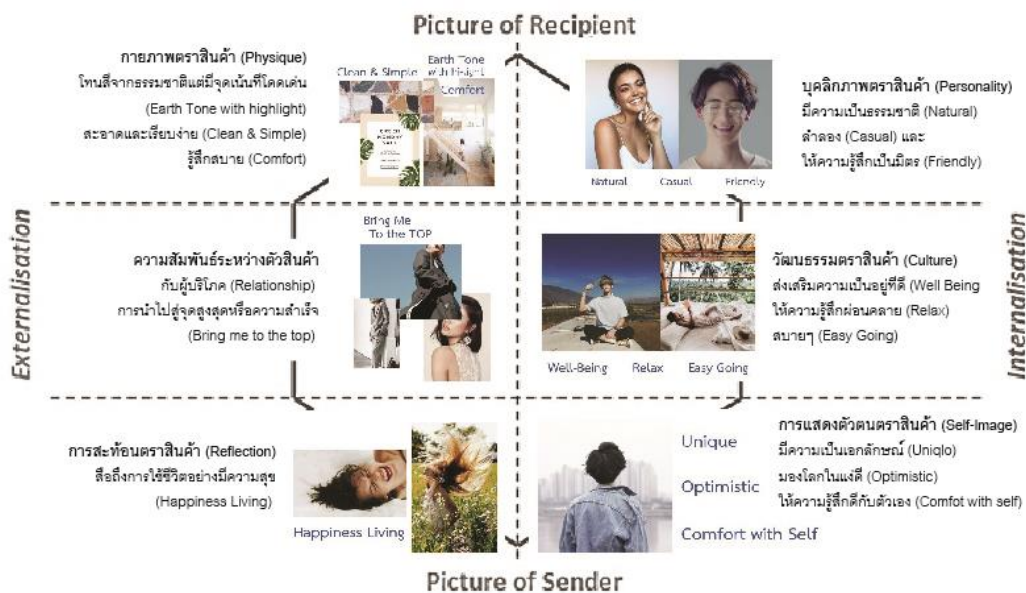 Picture of Recipient
กายภาพตราสินค้า (Physique)
โทนสีจากธรรมชาติแต่มีจุดเน้นที่โดดเด่น
(Earth Tone with highlight)
สะอาดและเรียบง่าย (Clean & Simple)
รู้สึกสบาย (Comfort)
Clean & Simple
Earth Tone
with hilight
Comfort
Natural
Casual
Friendly
บุคลิกภาพตราสินค้า (Personality)
มีความเป็นธรรมชาติ (Natural)
ลำลอง (Casual) และ
ให้ความรู้สึกเป็นมิตร (Friendly)
Externalisation
ความสัมพันธ์ระหว่างตัวสินค้า
กับผู้บริโภค (Relationship)
การนำไปสู่จุดสูงสุดหรือความสำเร็จ
(Bring me to the top)
Bring Me
To the TOP
Well-Being
Relax
Easy Going
วัฒนธรรมตราสินค้า (Culture)
ส่งเสริมความเป็นอยู่ที่ดี (Well Being
ให้ความรู้สึกผ่อนคลาย (Relax)
สบายๆ (Easy Going)
Internalisation
การสะท้อนตราสินค้า (Reflection)
สือถึงการใช้ชีวิตอย่างมีความสุข
(Happiness Living)
Happiness Living
Unique
Optimistic
Comfort with Self
การแสดงตัวตนตราสินค้า (Self-Image)
มีความเป็นเอกลักษณ์ (Uniqlo)
มองโลกในแง่ดี (Optimistic)
ให้ความรู้สึกดีกับตัวเอง (Comfot with self)
Picture of Sender